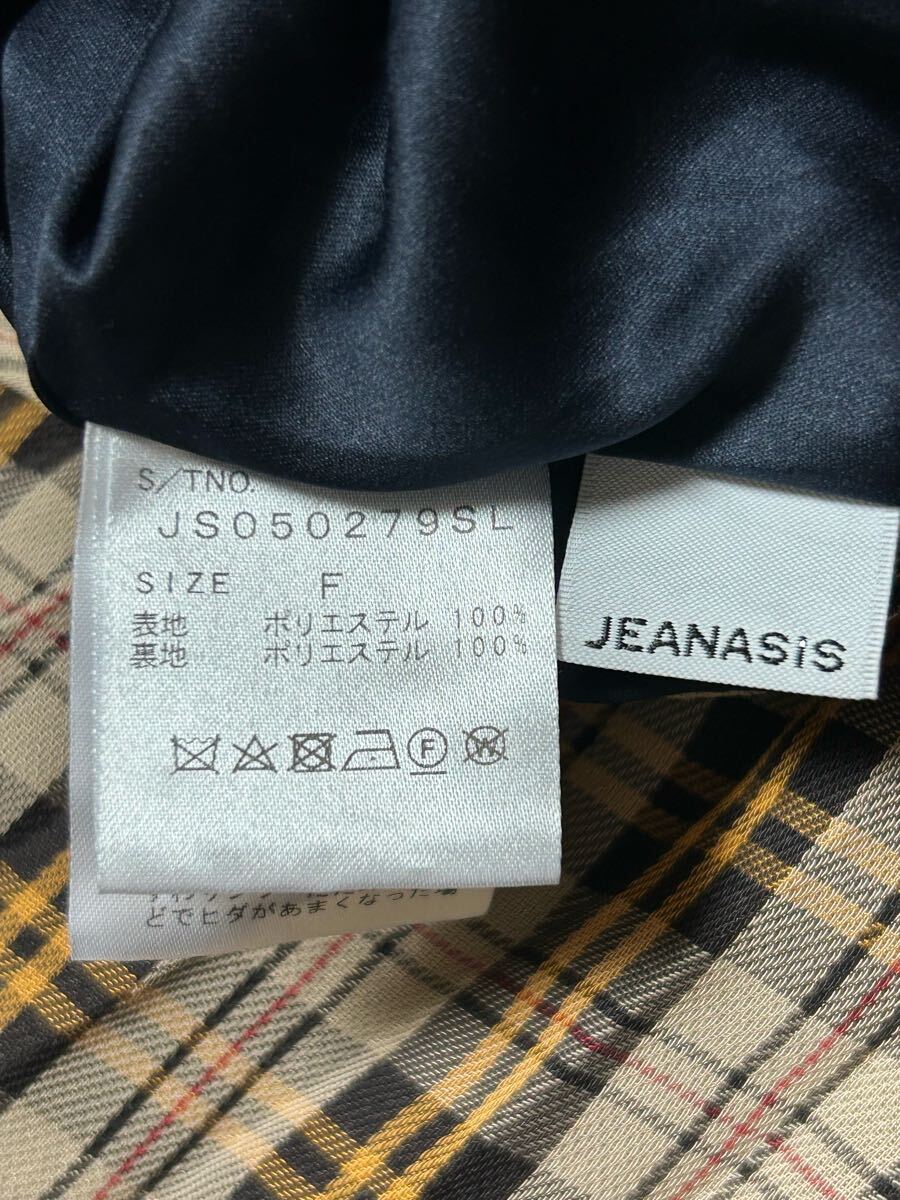 S/TNO.
JS050279SL
SIZE F
表地 ポリエステル 100%
裏地 ポリエステル 100%
F W
どでヒダがあまくなった場
JEANASiS